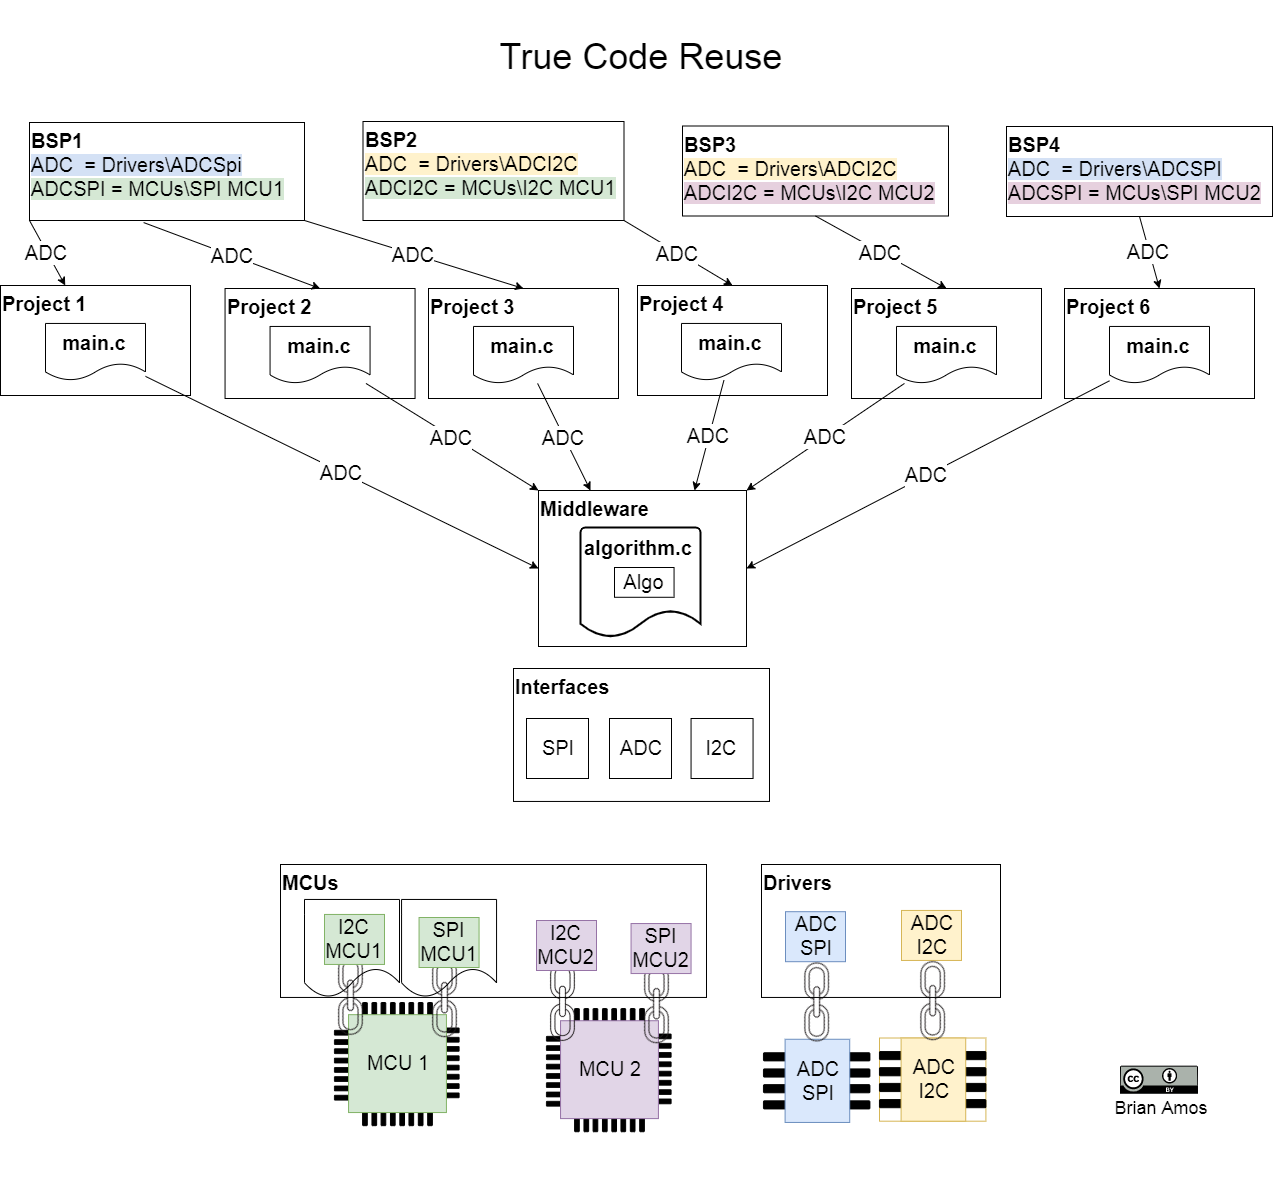 True Code Reuse
BSP1
ADC  = Drivers\ADCSpi
ADCSPI = MCUs\SPI MCU1
BSP2
ADC  = Drivers\ADCI2C
ADCI2C = MCUs\I2C MCU1
BSP3
ADC  = Drivers\ADCI2C
ADCI2C = MCUs\I2C MCU2
BSP4
ADC  = Drivers\ADCSPI
ADCSPI = MCUs\SPI MCU2
ADC
ADC
ADC
ADC
ADC
ADC
Project 1
main.c
Project 2
main.c
Project 3
main.c
Project 4
main.c
Project 5
main.c
Project 6
main.c
ADC
ADC
ADC
ADC
ADC
ADC
Middleware
algorithm.c
Algo
Interfaces
SPI
ADC
I2C
MCUs
I2C
MCU1
SPI
MCU1
I2C
MCU2
SPI
MCU2
MCU 1
MCU 2
Drivers
ADC
SPI
ADC
I2C
ADC
SPI
ADC
I2C
cc
BY
Brian Amos